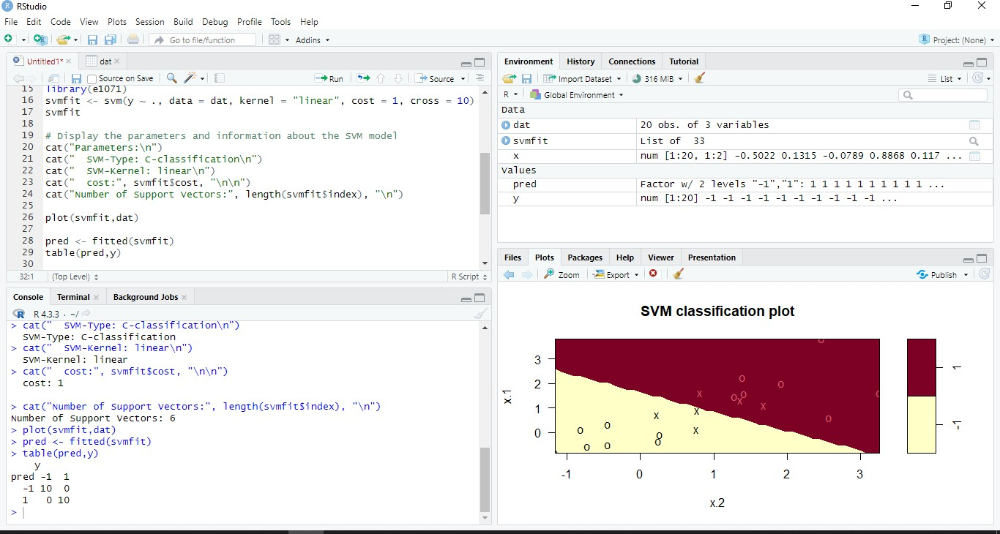 RStudio
File Edit Code View Plots Session Build Debug Profile Tools Help
Go to file/function Addins Project: (None)
Untitled1* dat
Source on Save Run Source
15 library(e1071)
16 svmfit <- svm(y ~ ., data = dat, kernel = "linear", cost = 1, cross = 10)
17 svmfit
18
19 # Display the parameters and information about the SVM model
20 cat("Parameters:\n")
21 cat("   SVM-Type: C-classification\n")
22 cat("   SVM-Kernel: linear\n")
23 cat("   cost:", svmfit$cost, "\n\n")
24 cat("Number of Support Vectors:", length(svmfit$index), "\n")
25
26 plot(svmfit,dat)
27
28 pred <- fitted(svmfit)
29 table(pred,y)
30
32:1 (Top Level) R Script
Console Terminal Background Jobs
R 4.3.3 · ~/
> cat("   SVM-Type: C-classification\n")
  SVM-Type: C-classification
> cat("   SVM-Kernel: linear\n")
  SVM-Kernel: linear
> cat("   cost:", svmfit$cost, "\n\n")
  cost: 1
> cat("Number of Support Vectors:", length(svmfit$index), "\n")
Number of Support Vectors: 6
> plot(svmfit,dat)
> pred <- fitted(svmfit)
> table(pred,y)
    y
pred -1  1
  -1 10  0
  1   0 10
>
Environment History Connections Tutorial
Import Dataset 316 MiB List
R Global Environment
Data
dat 20 obs. of 3 variables
svmfit List of 33
x num [1:20, 1:2] -0.5022 0.1315 -0.0789 0.8868 0.117 ...
Values
pred Factor w/ 2 levels "-1","1": 1 1 1 1 1 1 1 1 1 1 ...
y num [1:20] -1 -1 -1 -1 -1 -1 -1 -1 -1 -1 ...
Files Plots Packages Help Viewer Presentation
Zoom Export Publish
SVM classification plot
x.1
3
2
1
0
-1 0 1 2 3
x.2
1
-1